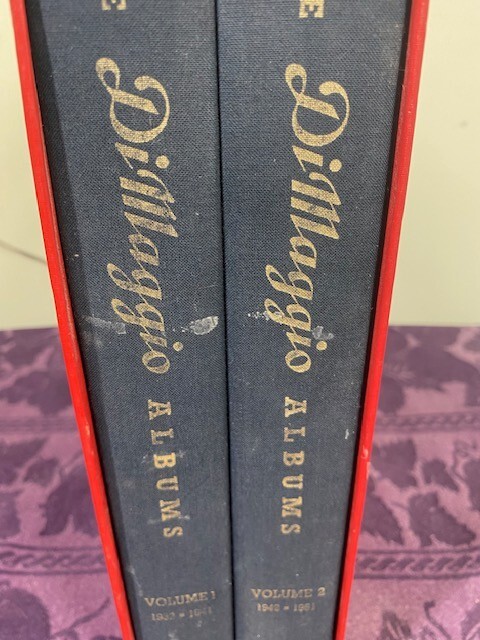 E
DiMaggio
ALBUMS
VOLUME 1
E
DiMaggio
ALBUMS
VOLUME 2
1942 • 1951